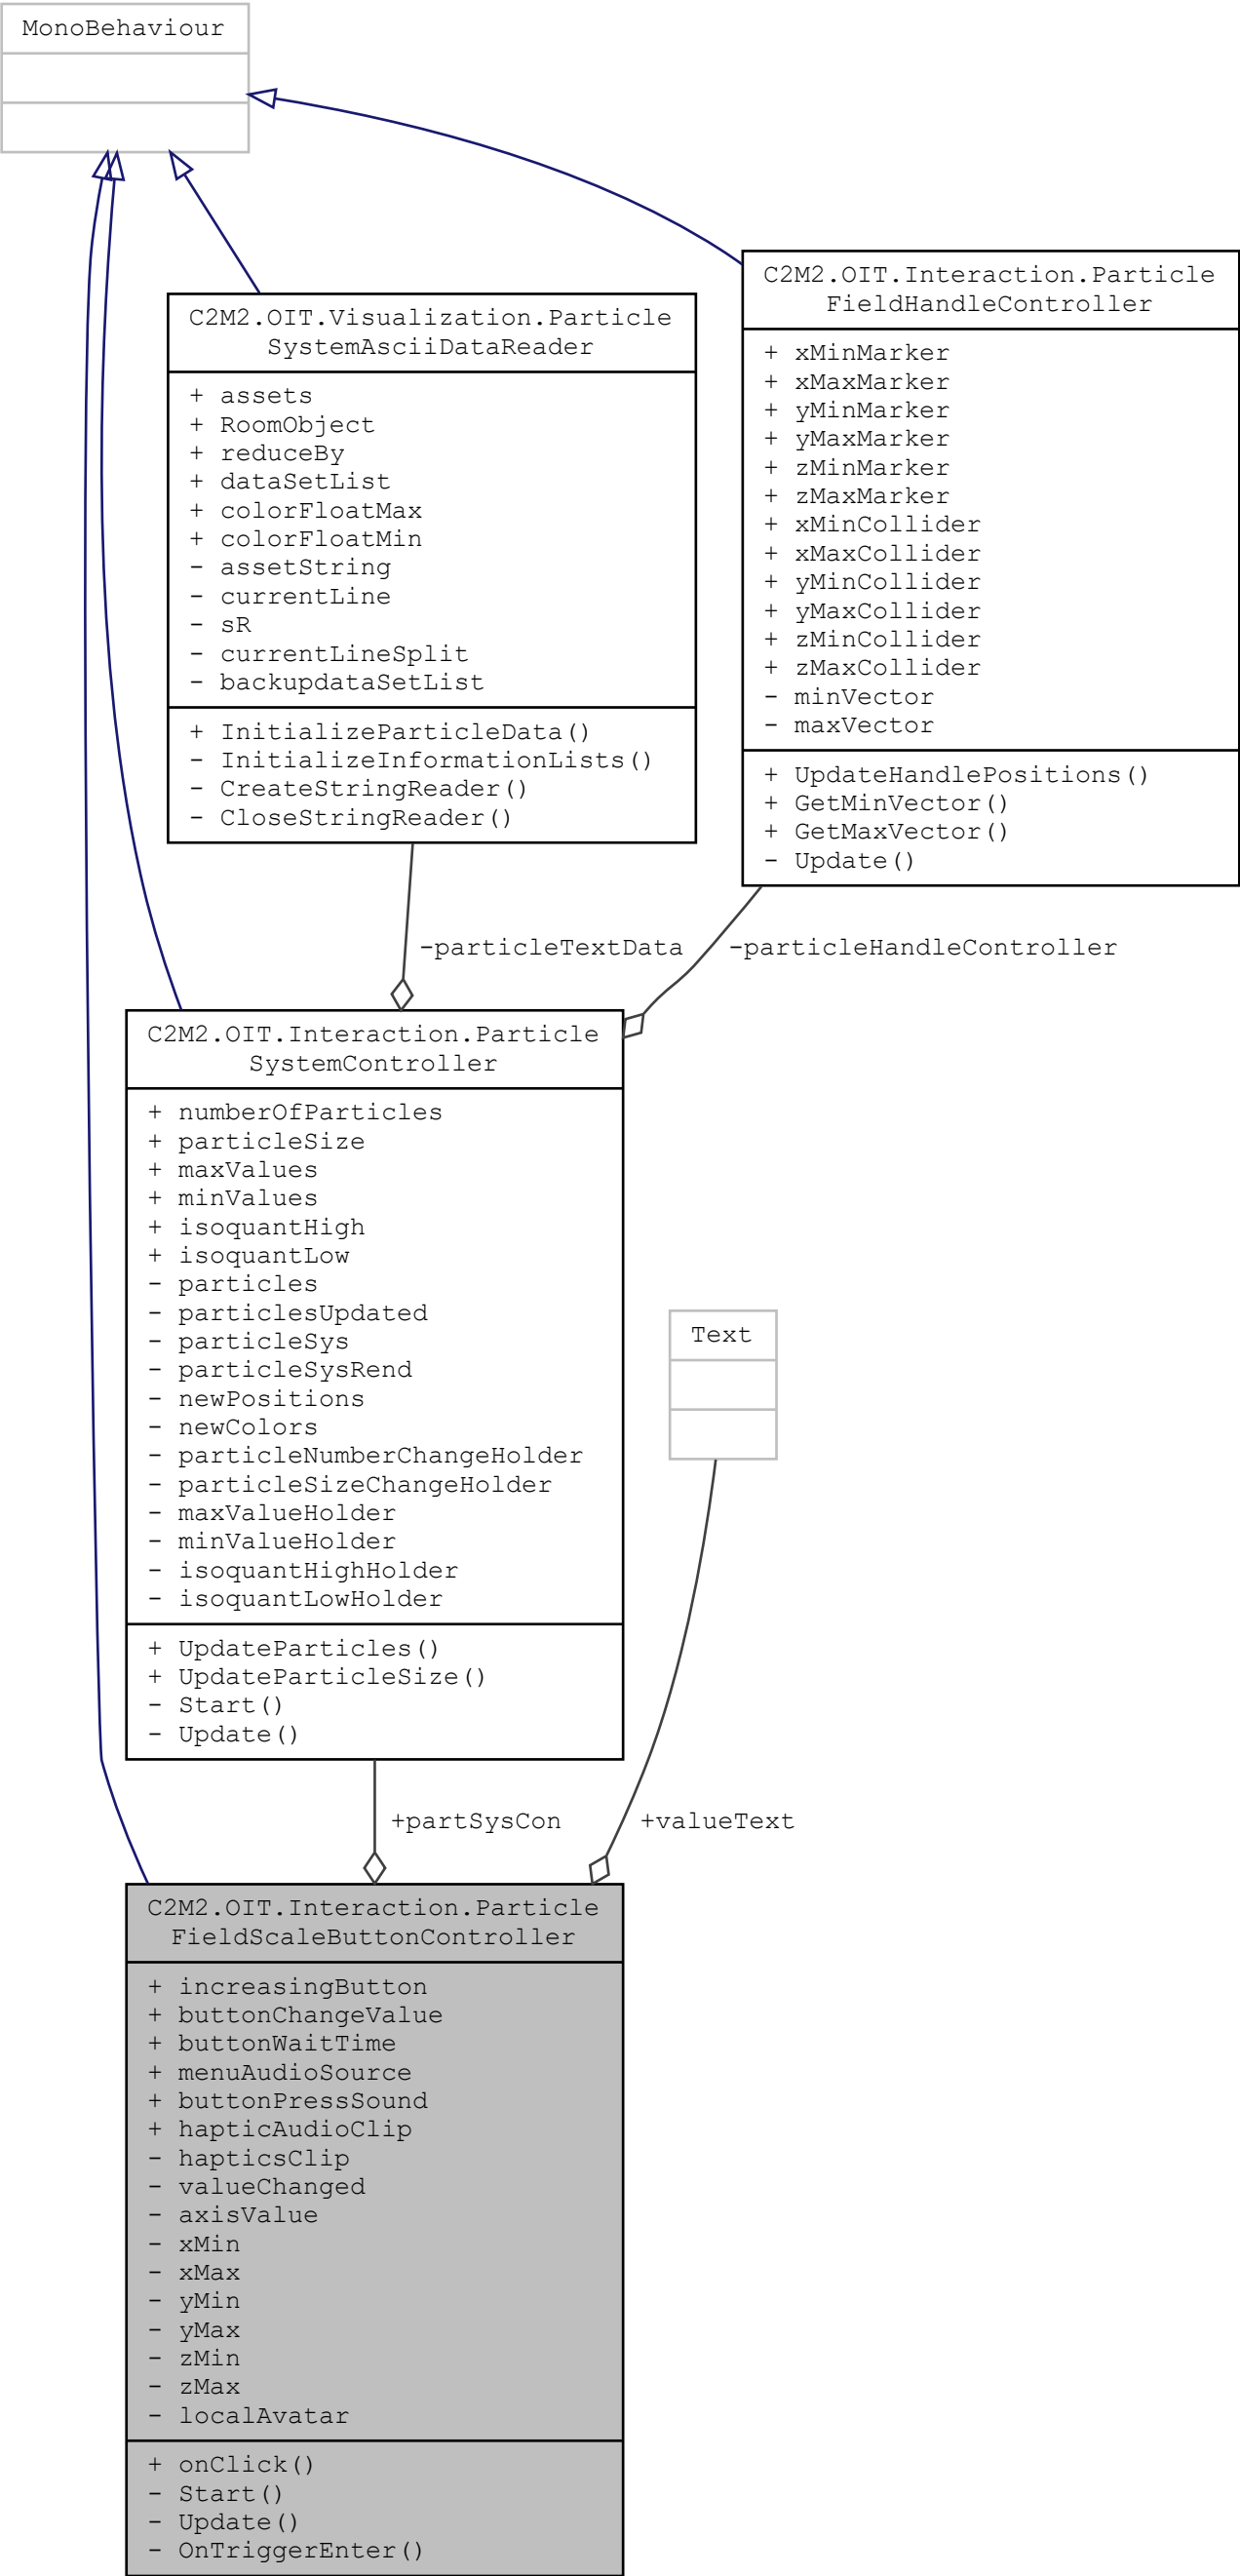 MonoBehaviour
C2M2.OIT.Interaction.Particle
FieldHandleController
+ xMinMarker
+ xMaxMarker
+ yMinMarker
+ yMaxMarker
+ zMinMarker
+ zMaxMarker
+ xMinCollider
+ xMaxCollider
+ yMinCollider
+ yMaxCollider
+ zMinCollider
+ zMaxCollider
- minVector
- maxVector
+ UpdateHandlePositions()
+ GetMinVector()
+ GetMaxVector()
- Update()
C2M2.OIT.Visualization.Particle
SystemAsciiDataReader
+ assets
+ RoomObject
+ reduceBy
+ dataSetList
+ colorFloatMax
+ colorFloatMin
- assetString
- currentLine
- sR
- currentLineSplit
- backupdataSetList
+ InitializeParticleData()
- InitializeInformationLists()
- CreateStringReader()
- CloseStringReader()
-particleTextData
-particleHandleController
C2M2.OIT.Interaction.Particle
SystemController
+ numberOfParticles
+ particleSize
+ maxValues
+ minValues
+ isoquantHigh
+ isoquantLow
- particles
- particlesUpdated
- particleSys
- particleSysRend
- newPositions
- newColors
- particleNumberChangeHolder
- particleSizeChangeHolder
- maxValueHolder
- minValueHolder
- isoquantHighHolder
- isoquantLowHolder
+ UpdateParticles()
+ UpdateParticleSize()
- Start()
- Update()
Text
+partSysCon
+valueText
C2M2.OIT.Interaction.Particle
FieldScaleButtonController
+ increasingButton
+ buttonChangeValue
+ buttonWaitTime
+ menuAudioSource
+ buttonPressSound
+ hapticAudioClip
- hapticsClip
- valueChanged
- axisValue
- xMin
- xMax
- yMin
- yMax
- zMin
- zMax
- localAvatar
+ onClick()
- Start()
- Update()
- OnTriggerEnter()